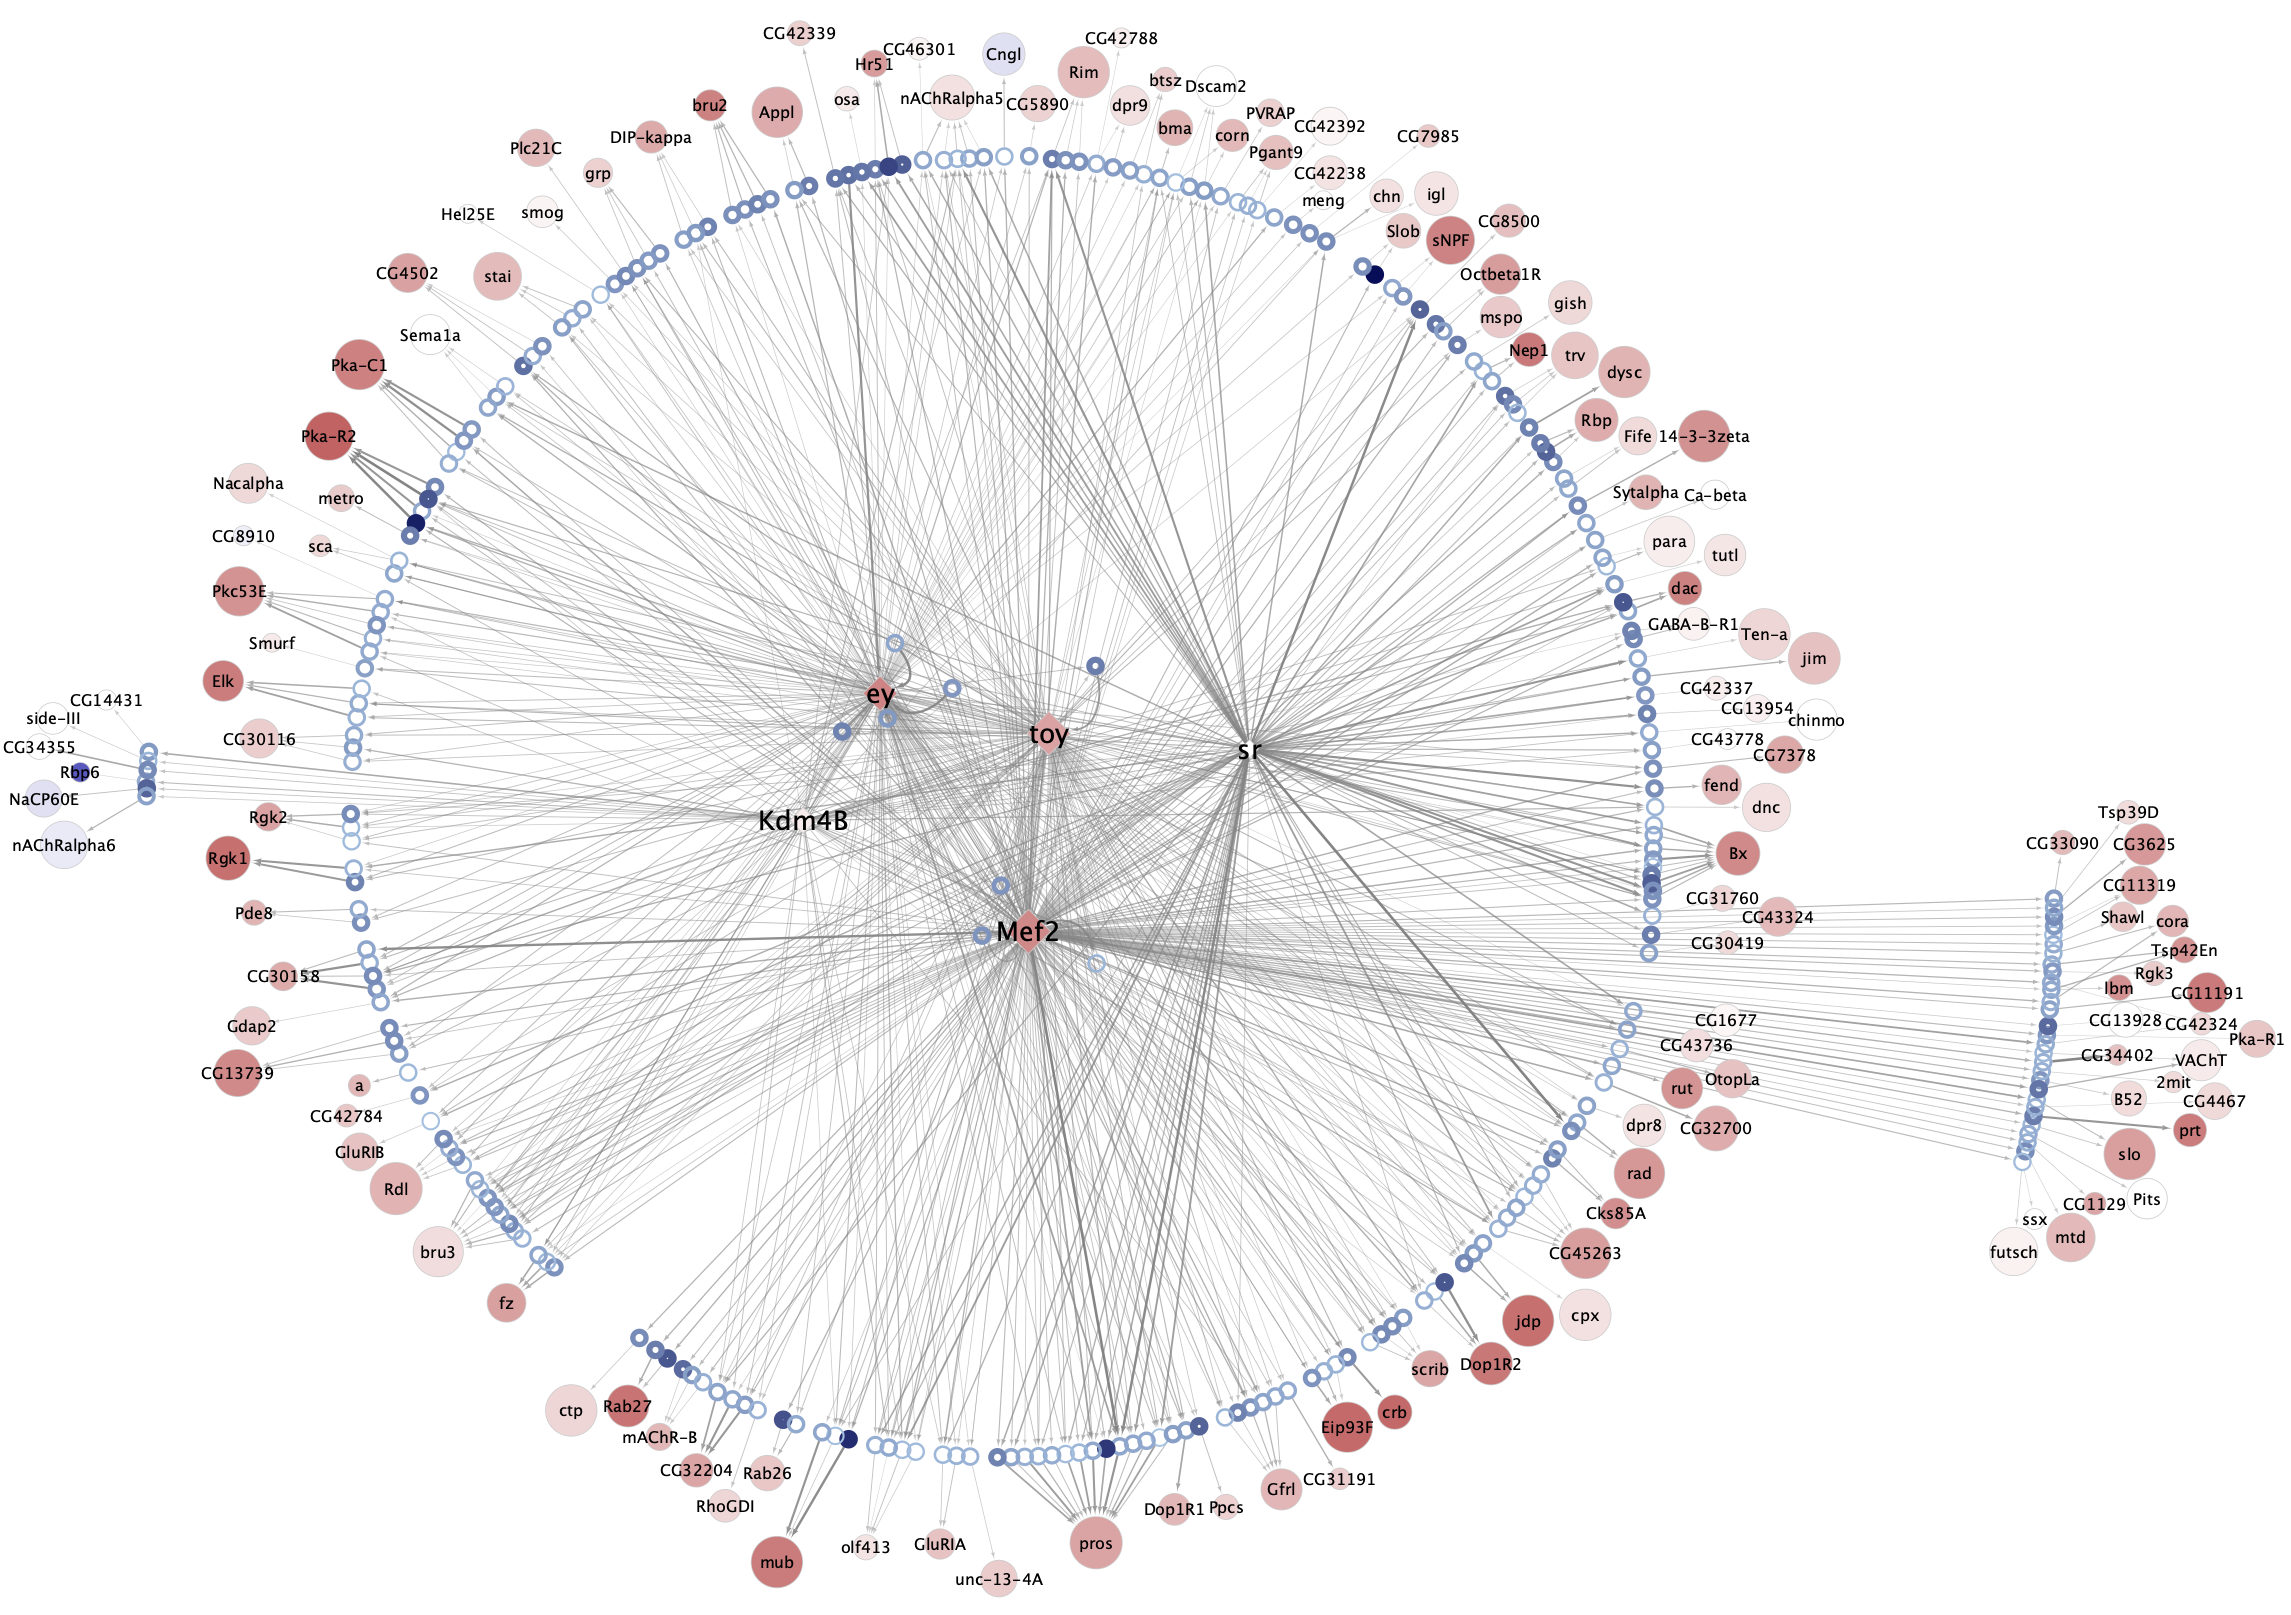 CG42339
Hr51
CG46301
Cngl
CG42788
Rim
btsz
Dscam2
osa
nAChRalpha5
CG5890
dpr9
bma
corn
PVRAP
CG42392
Pgant9
CG7985
bru2
Appl
DIP-kappa
Plc21C
grp
CG42238
meng
chn
igl
Hel25E
smog
Slob
sNPF
CG8500
CG4502
stai
Octbeta1R
gish
mspo
Sema1a
Nep1
trv
dysc
Pka-C1
Rbp
Fife
14-3-3zeta
Pka-R2
Nacalpha
metro
Sytalpha
Ca-beta
CG8910
sca
para
tutl
Pkc53E
dac
Smurf
GABA-B-R1
Ten-a
jim
Elk
ey
CG42337
CG13954
chinmo
CG14431
side-III
CG34355
Rbp6
NaCP60E
nAChRalpha6
CG30116
toy
sr
CG43778
CG7378
fend
dnc
Rgk2
Kdm4B
Rgk1
Bx
Pde8
CG31760
CG43324
CG30419
Mef2
CG30158
Gdap2
CG13739
a
CG42784
GluRIB
Rdl
bru3
fz
Tsp39D
CG33090
CG3625
CG11319
Shawl
cora
Tsp42En
Rgk3
lbm
CG11191
CG13928
CG42324
Pka-R1
CG34402
VAChT
2mit
B52
CG4467
prt
slo
Pits
CG1129
ssx
mtd
futsch
CG1677
CG43736
rut
OtopLa
dpr8
CG32700
rad
Cks85A
CG45263
cpx
jdp
Dop1R2
scrib
crb
Eip93F
CG31191
Gfrl
Ppcs
Dop1R1
pros
unc-13-4A
GluRIA
olf413
mub
Rab26
RhoGDI
CG32204
mAChR-B
Rab27
ctp